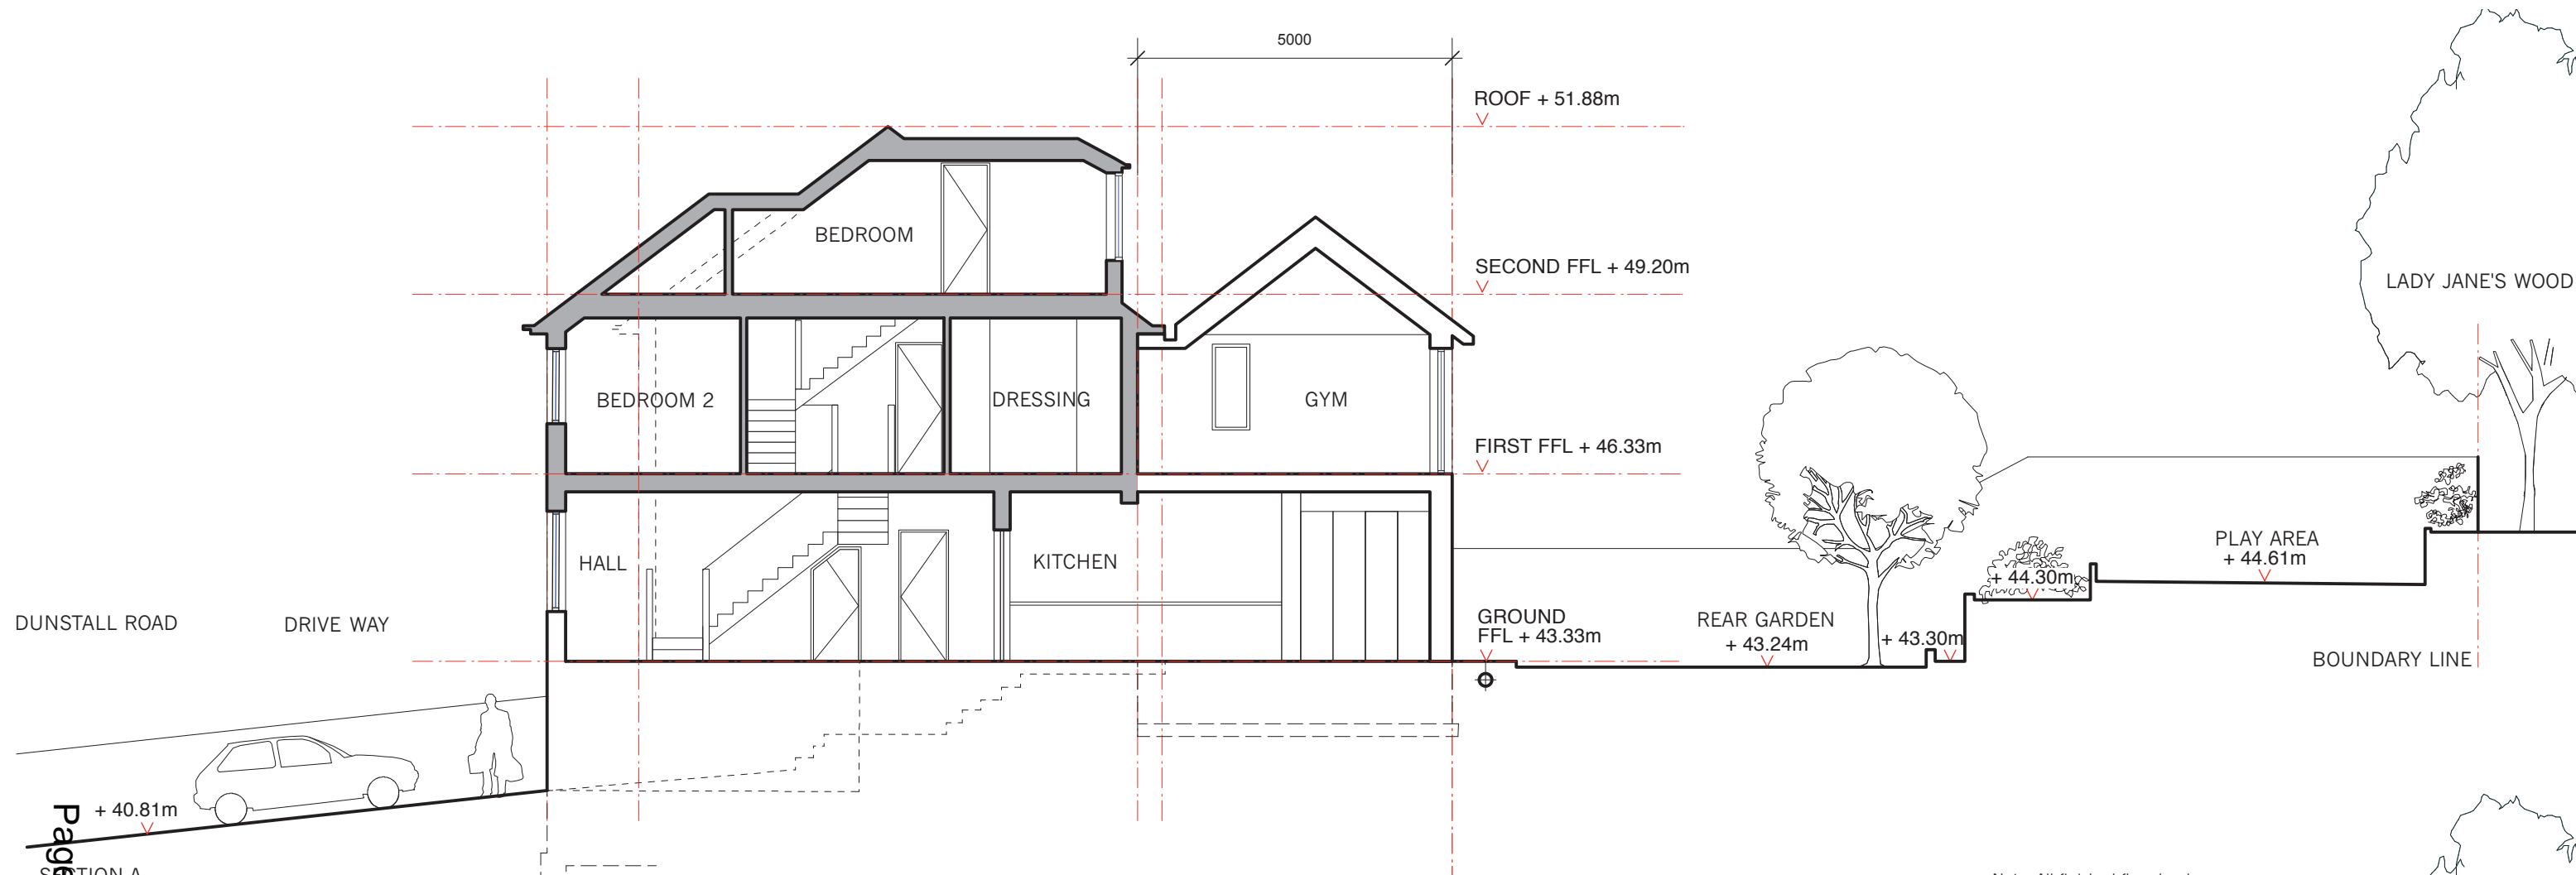 5000
ROOF + 51.88m
BEDROOM
SECOND FFL + 49.20m
LADY JANE'S WOOD
BEDROOM 2
DRESSING
GYM
FIRST FFL + 46.33m
HALL
KITCHEN
PLAY AREA
+ 44.61m
+ 44.30m
DUNSTALL ROAD
DRIVE WAY
GROUND
FFL + 43.33m
REAR GARDEN
+ 43.24m
+ 43.30m
BOUNDARY LINE
+ 40.81m
Page
SECTION A